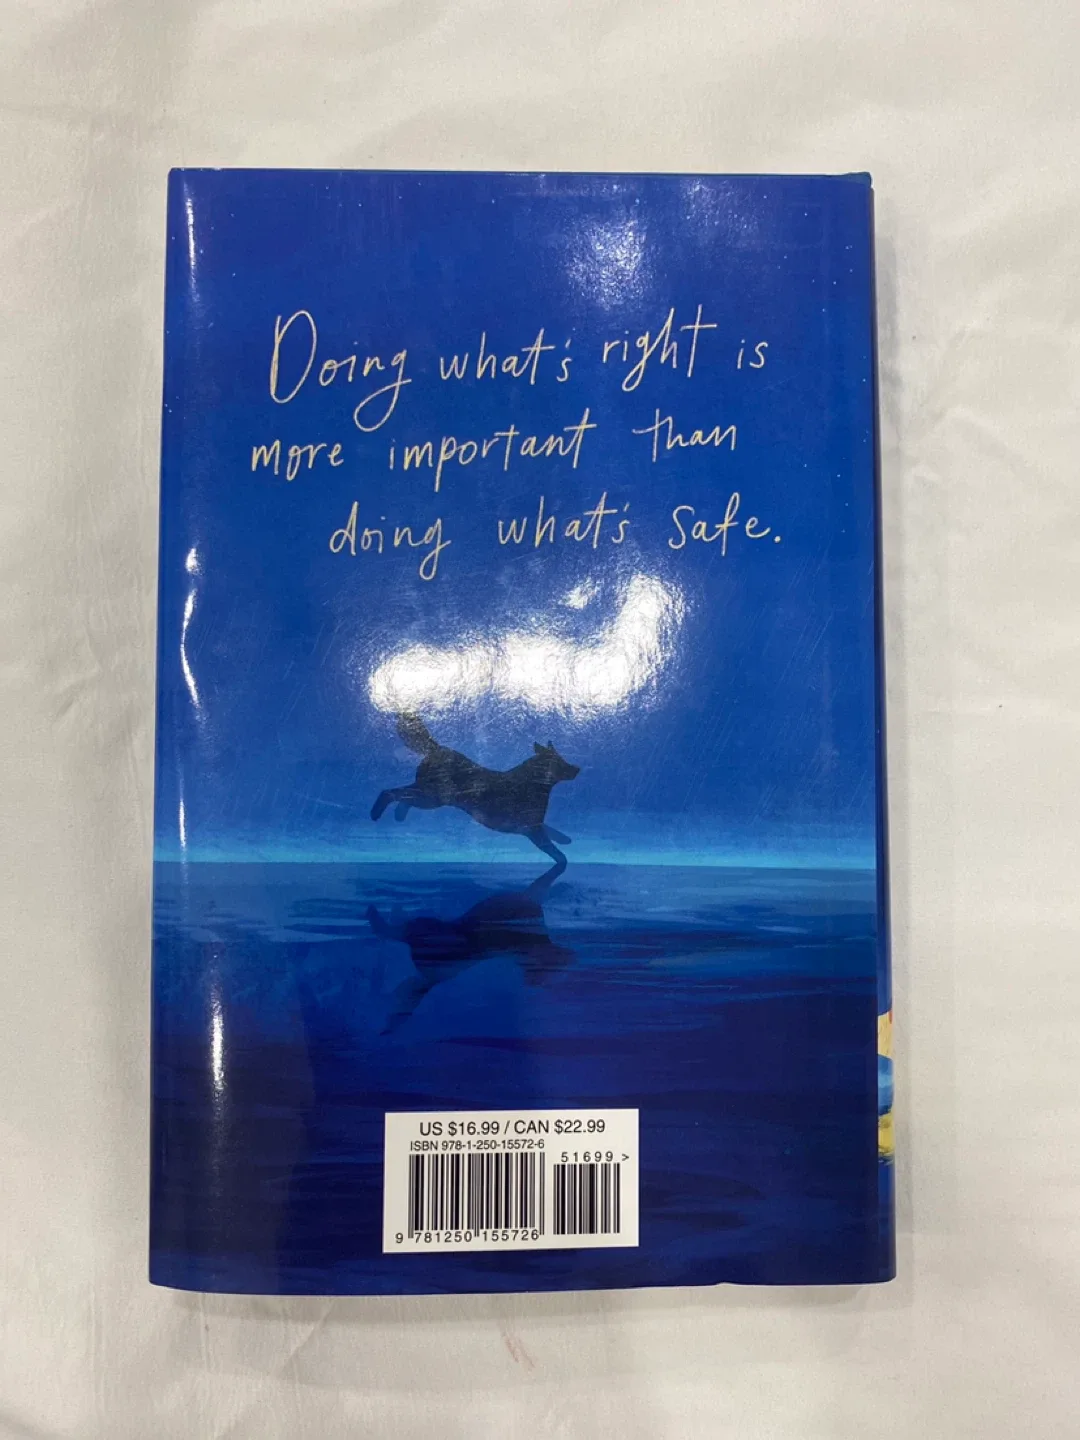 Doing what's right is
more important than
doing what's safe.
US $16.99 / CAN $22.99
ISBN 978-1-250-15572-6
51699 >
9 781250 155726